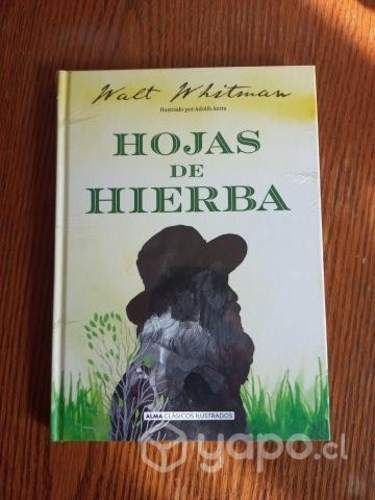 Walt Whitman
Ilustrado por Adolfo Serra
HOJAS
DE
HIERBA
ALMA CLÁSICOS ILUSTRADOS
yapo.cl